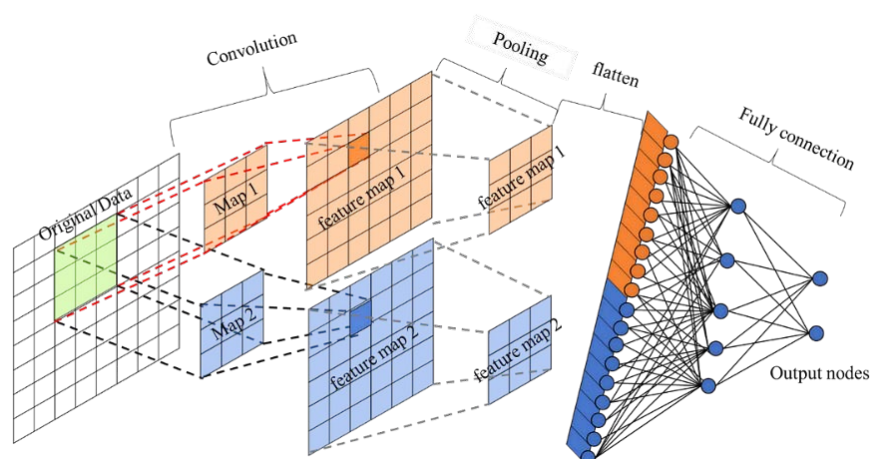 Convolution
Pooling
flatten
Fully connection
Original/Data
Map 1
feature map 1
feature map 1
Map 2
feature map 2
feature map 2
Output nodes